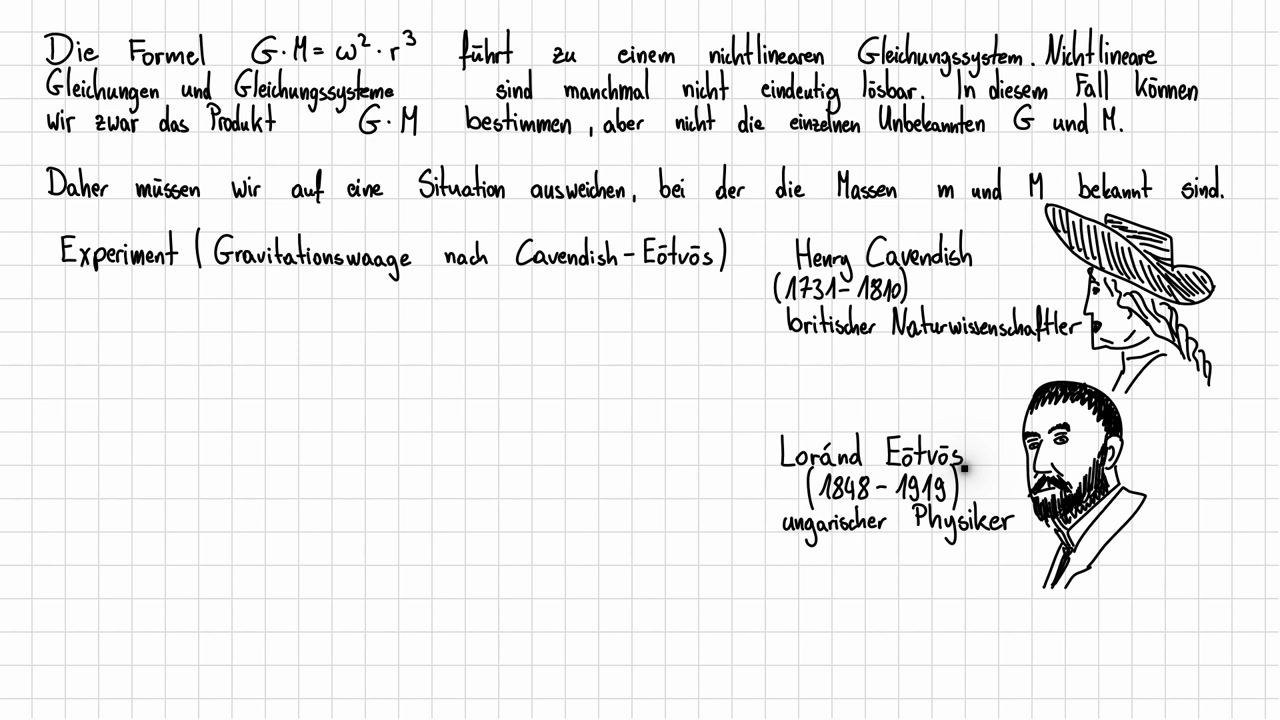 Die Formel G·M = ω²·r³ führt zu einem nichtlinearen Gleichungssystem. Nichtlineare
Gleichungen und Gleichungssysteme sind manchmal nicht eindeutig lösbar. In diesem Fall können
wir zwar das Produkt G·M bestimmen, aber nicht die einzelnen Unbekannten G und M.
Daher müssen wir auf eine Situation ausweichen, bei der die Massen m und M bekannt sind.
Experiment (Gravitationswaage nach Cavendish-Eōtvōs)
Henry Cavendish
(1731-1810)
britischer Naturwissenschaftler
Loránd Eōtvōs
(1848-1919)
ungarischer Physiker